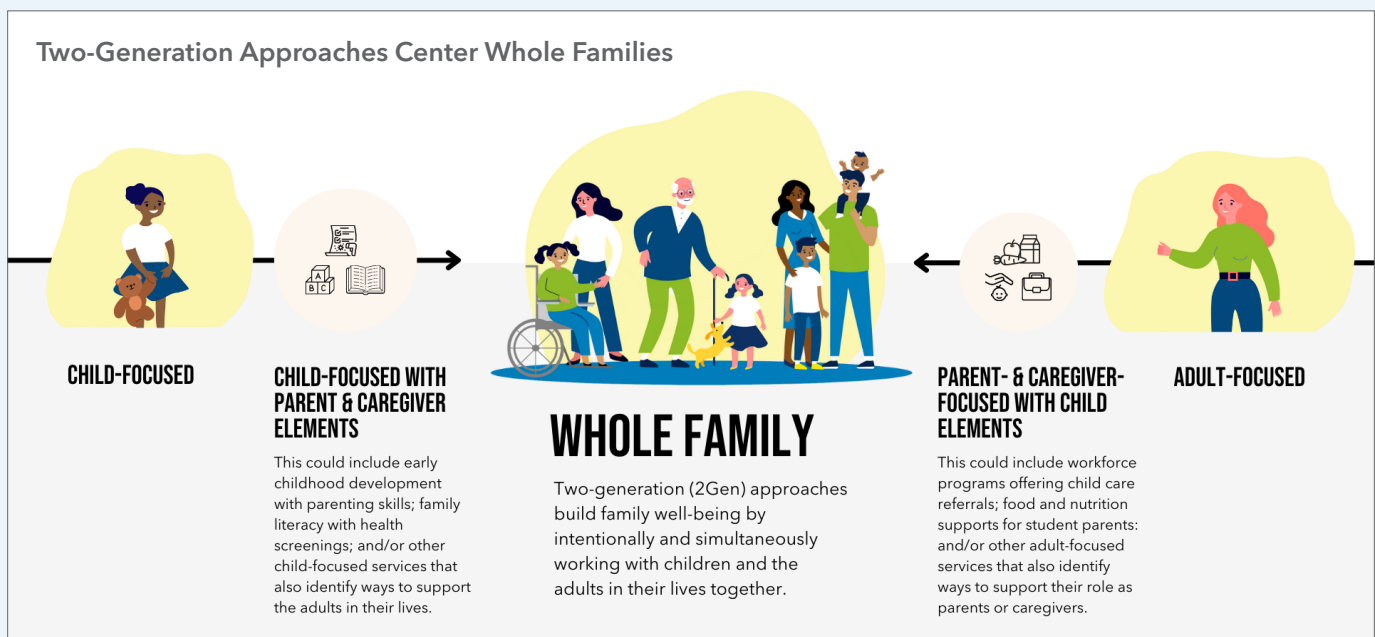 Two-Generation Approaches Center Whole Families
A
B C
CHILD-FOCUSED
CHILD-FOCUSED WITH
PARENT & CAREGIVER
ELEMENTS
This could include early
childhood development
with parenting skills; family
literacy with health
screenings; and/or other
child-focused services that
also identify ways to support
the adults in their lives.
WHOLE FAMILY
Two-generation (2Gen) approaches
build family well-being by
intentionally and simultaneously
working with children and the
adults in their lives together.
PARENT- & CAREGIVER-
FOCUSED WITH CHILD
ELEMENTS
This could include workforce
programs offering child care
referrals; food and nutrition
supports for student parents:
and/or other adult-focused
services that also identify
ways to support their role as
parents or caregivers.
ADULT-FOCUSED